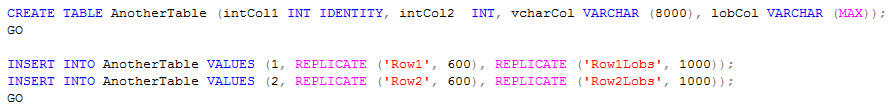 CREATE TABLE AnotherTable (intCol1 INT IDENTITY, intCol2  INT, vcharCol VARCHAR (8000), lobCol VARCHAR (MAX));
GO
INSERT INTO AnotherTable VALUES (1, REPLICATE ('Row1', 600), REPLICATE ('Row1Lobs', 1000));
INSERT INTO AnotherTable VALUES (2, REPLICATE ('Row2', 600), REPLICATE ('Row2Lobs', 1000));
GO